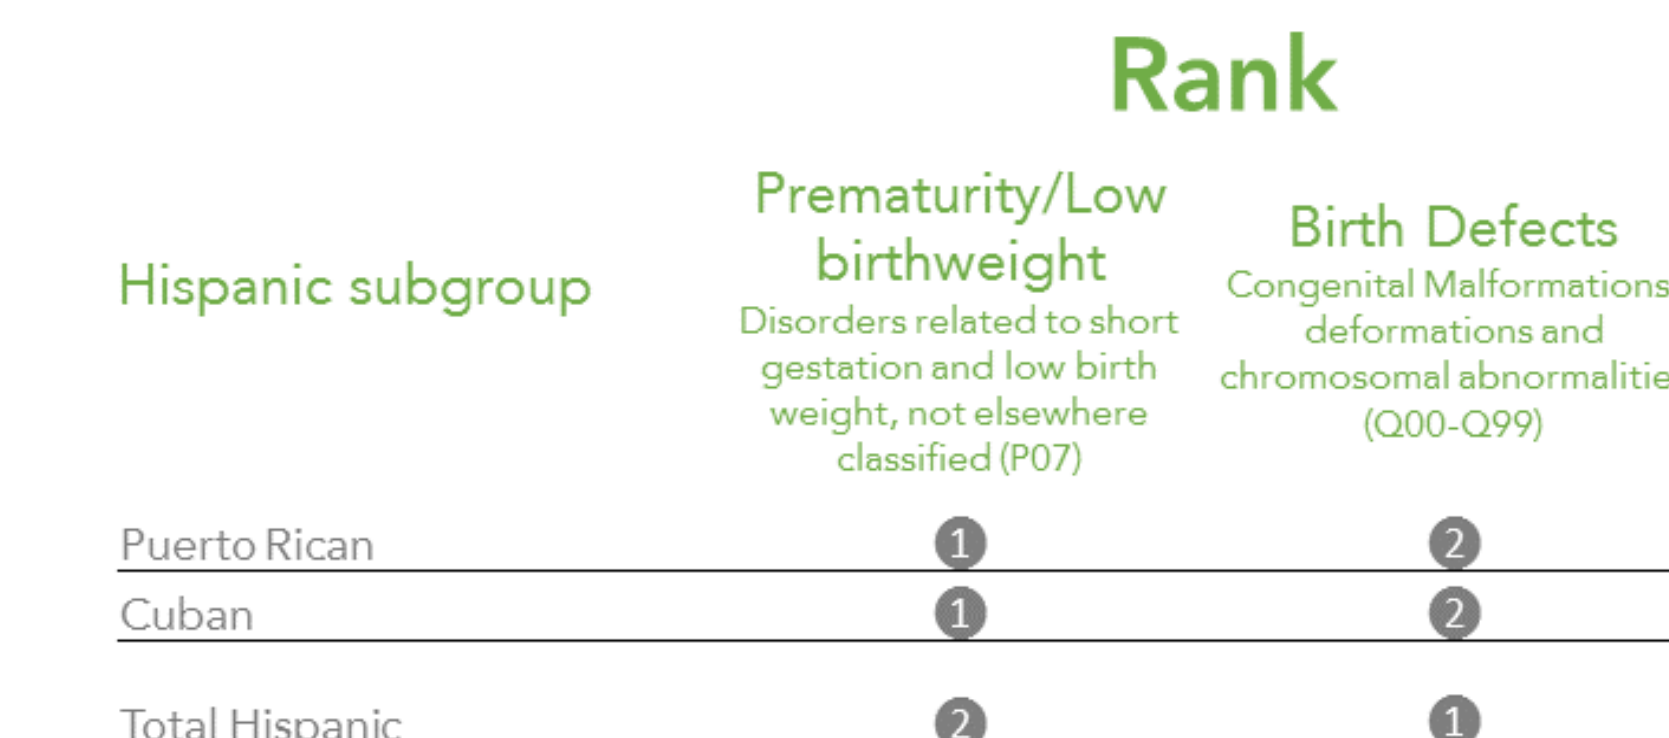 Rank
Hispanic subgroup
Prematurity/Low
birthweight
Disorders related to short
gestation and low birth
weight, not elsewhere
classified (P07)
Birth Defects
Congenital Malformations
deformations and
chromosomal abnormalitie
(Q00-Q99)
Puerto Rican 1 2
Cuban 1 2
Total Hispanic 2 1